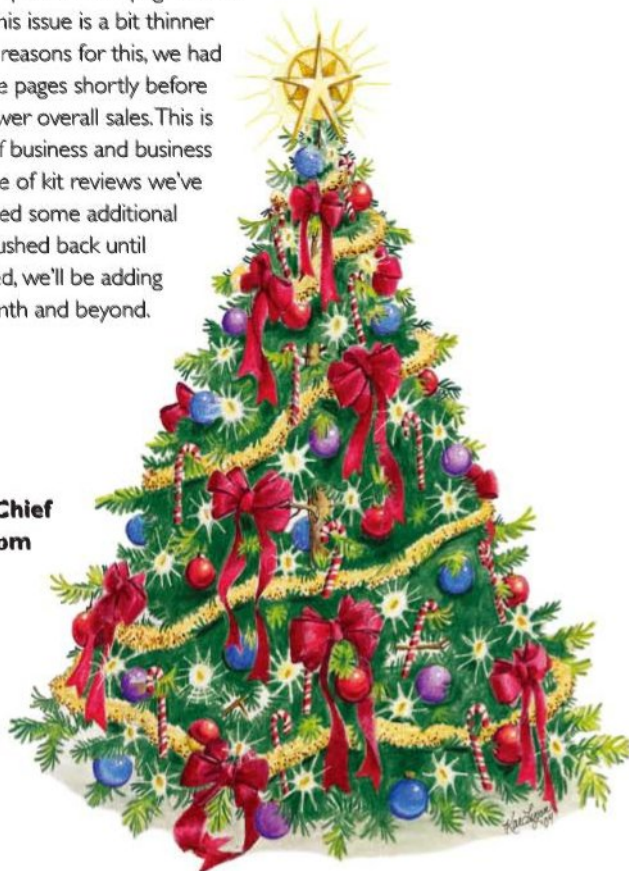 his issue is a bit thinner
reasons for this, we had
e pages shortly before
wer overall sales. This is
f business and business
e of kit reviews we've
ed some additional
ushed back until
d, we'll be adding
nth and beyond.
Chief
om